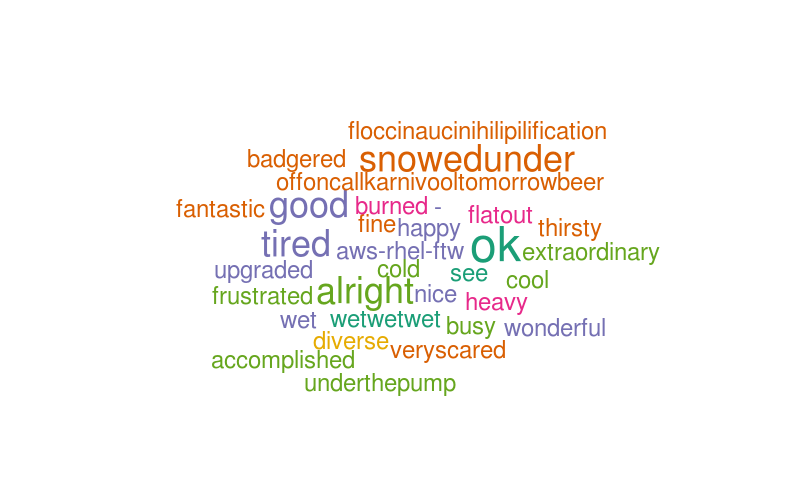 floccinaucinihilipilification
badgered snowedunder
offoncallkarnivooltomorrowbeer
fantastic good burned - flatout
fine happy thirsty
tired aws-rhel-ftw ok extraordinary
upgraded cold see cool
frustrated alright nice heavy
wet wetwetwet busy wonderful
diverse veryscared
accomplished
underthepump